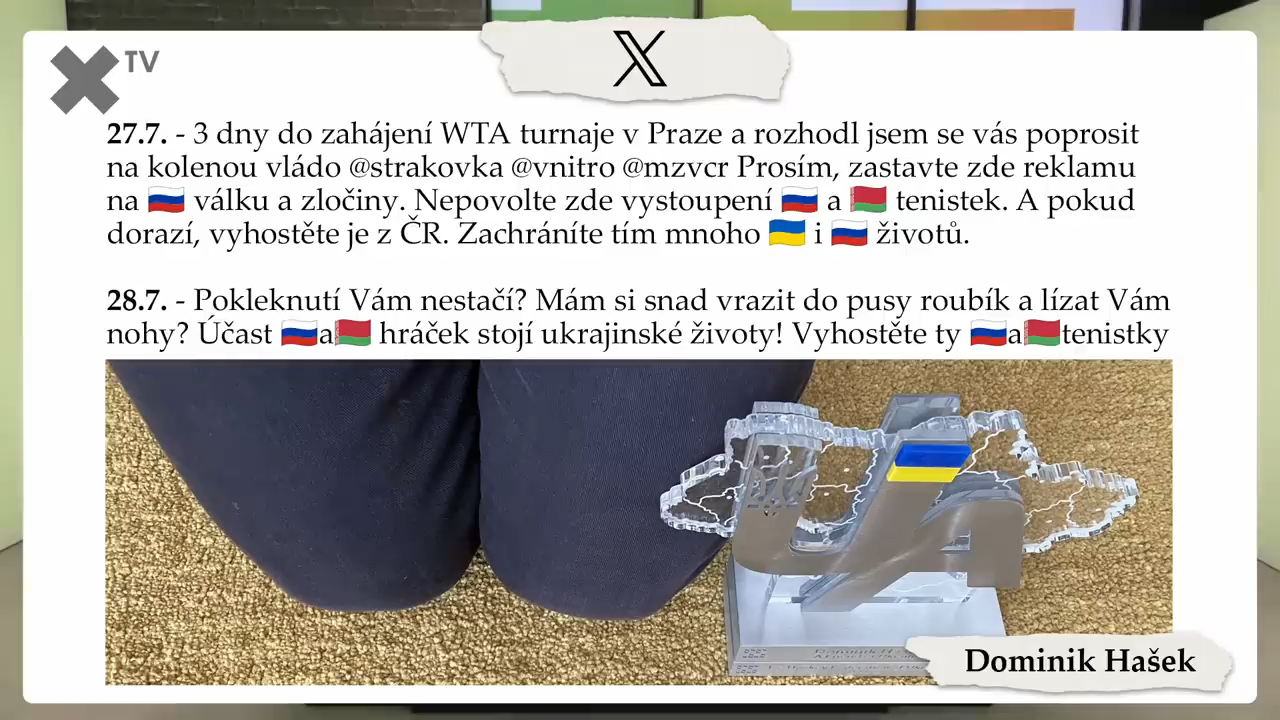 TV
27.7. - 3 dny do zahájení WTA turnaje v Praze a rozhodl jsem se vás poprosit
na kolenou vládo @strakovka @vnitro @mzvcr Prosím, zastavte zde reklamu
na 🇷🇺 válku a zločiny. Nepovolte zde vystoupení 🇷🇺 a 🇧🇾 tenistek. A pokud
dorazí, vyhostěte je z ČR. Zachráníte tím mnoho 🇺🇦 i 🇷🇺 životů.
28.7. - Pokleknutí Vám nestačí? Mám si snad vrazit do pusy roubík a lízat Vám
nohy? Účast 🇷🇺a🇧🇾 hráček stojí ukrajinské životy! Vyhostěte ty 🇷🇺a🇧🇾tenistky
UA
Dominik Hašek